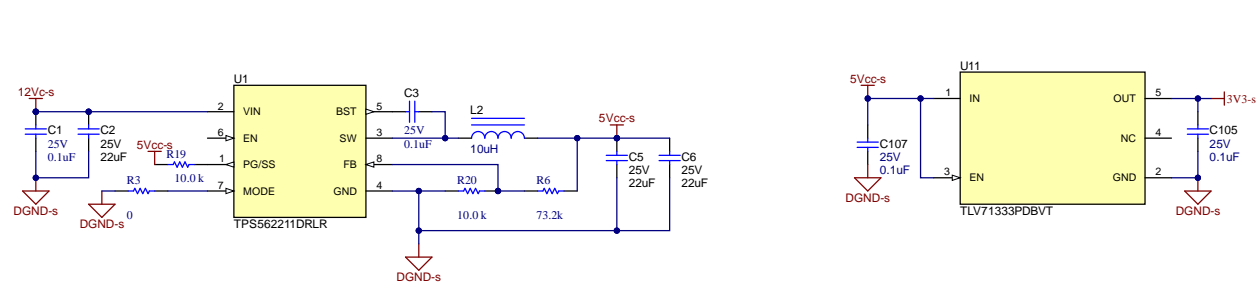 12Vc-s
C1
25V
0.1uF
C2
25V
22uF
DGND-s
5Vcc-s
R19
10.0 k
R3
0
DGND-s
U1
2 VIN
6 EN
1 PG/SS
7 MODE
BST 5
SW 3
FB 8
GND 4
TPS562211DRLR
C3
25V
0.1uF
L2
10uH
R20
10.0 k
R6
73.2k
5Vcc-s
C5
25V
22uF
C6
25V
22uF
DGND-s
5Vcc-s
C107
25V
0.1uF
DGND-s
U11
1 IN
3 EN
OUT 5
NC 4
GND 2
TLV71333PDBVT
3V3-s
C105
25V
0.1uF
DGND-s